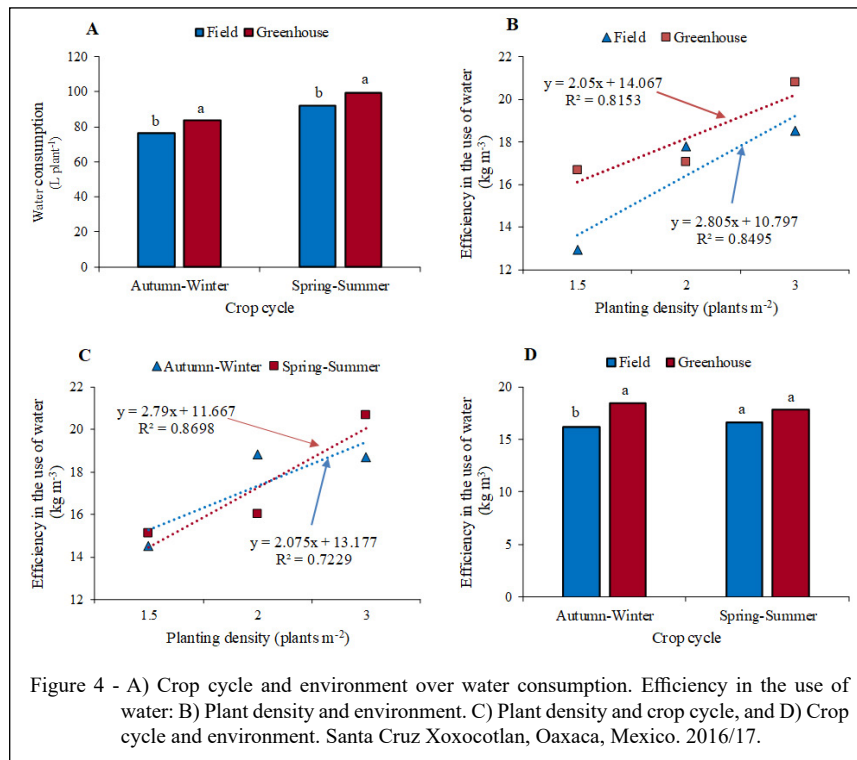 A
Field Greenhouse
Water consumption
(L plant-1)
120
100
80
60
40
20
0
b
a
b
a
Autumn-Winter Spring-Summer
Crop cycle
B
Field Greenhouse
Efficiency in the use of water
(kg m-3)
22
21
20
18
16
14
12
y = 2.05x + 14.067
R² = 0.8153
y = 2.805x + 10.797
R² = 0.8495
1.5 2 3
Planting density (plants m-2)
C
Autumn-Winter Spring-Summer
Efficiency in the use of water
(kg m-3)
22
21
20
18
16
14
12
y = 2.79x + 11.667
R² = 0.8698
y = 2.075x + 13.177
R² = 0.7229
1.5 2 3
Planting density (plants m-2)
D
Field Greenhouse
Efficiency in the use of water
(kg m-3)
20
15
10
5
0
b
a
a
a
Autumn-Winter Spring-Summer
Crop cycle
Figure 4 - A) Crop cycle and environment over water consumption. Efficiency in the use of
water: B) Plant density and environment. C) Plant density and crop cycle, and D) Crop
cycle and environment. Santa Cruz Xoxocotlan, Oaxaca, Mexico. 2016/17.